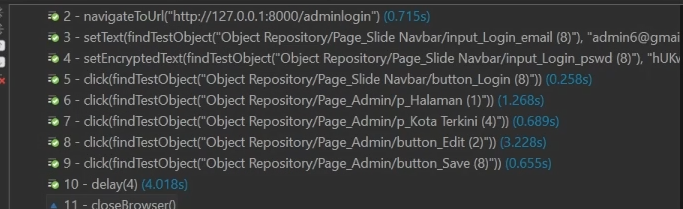 2 - navigateToUrl("http://127.0.0.1:8000/adminlogin") (0.715s)
3 - setText(findTestObject("Object Repository/Page_Slide Navbar/input_Login_email (8)"), "admin6@gmai
4 - setEncryptedText(findTestObject("Object Repository/Page_Slide Navbar/input_Login_pswd (8)"), "hUKw
5 - click(findTestObject("Object Repository/Page_Slide Navbar/button_Login (8)")) (0.258s)
6 - click(findTestObject("Object Repository/Page_Admin/p_Halaman (1)")) (1.268s)
7 - click(findTestObject("Object Repository/Page_Admin/p_Kota Terkini (4)")) (0.689s)
8 - click(findTestObject("Object Repository/Page_Admin/button_Edit (2)")) (3.228s)
9 - click(findTestObject("Object Repository/Page_Admin/button_Save (8)")) (0.655s)
10 - delay(4) (4.018s)
11 - closeBrowser()